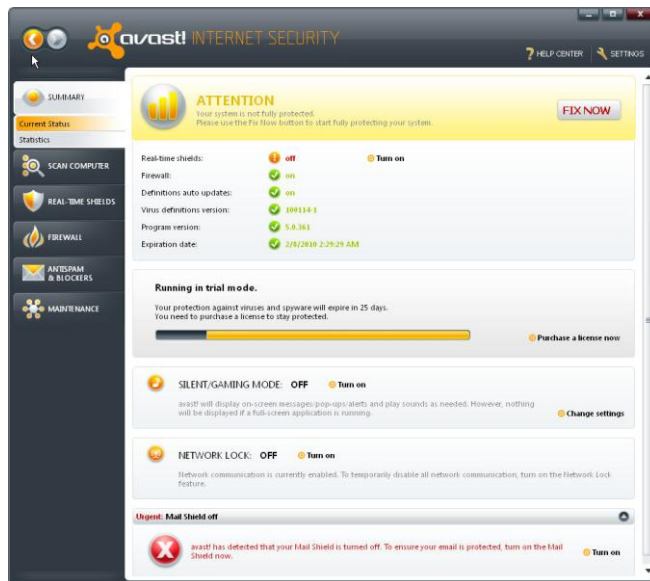 avast! INTERNET SECURITY
? HELP CENTER
SETTINGS
SUMMARY
Current Status
Statistics
SCAN COMPUTER
REAL-TIME SHIELDS
FIREWALL
ANTISPAM
& BLOCKERS
MAINTENANCE
ATTENTION
Your system is not fully protected.
Please use the Fix Now button to start fully protecting your system.
FIX NOW
Real-time shields: off Turn on
Firewall: on
Definitions auto updates: on
Virus definitions version: 100114-1
Program version: 5.0.361
Expiration date: 2/8/2010 2:29:29 AM
Running in trial mode.
Your protection against viruses and spyware will expire in 25 days.
You need to purchase a license to stay protected.
Purchase a license now
SILENT/GAMING MODE: OFF Turn on
avast! will display on-screen messages/pop-ups/alerts and play sounds as needed. However, nothing
will be displayed if a full-screen application is running.
Change settings
NETWORK LOCK: OFF Turn on
Network communication is currently enabled. To temporarily disable all network communication, turn on the Network Lock
feature.
Urgent: Mail Shield off
avast! has detected that your Mail Shield is turned off. To ensure your email is protected, turn on the Mail
Shield now.
Turn on